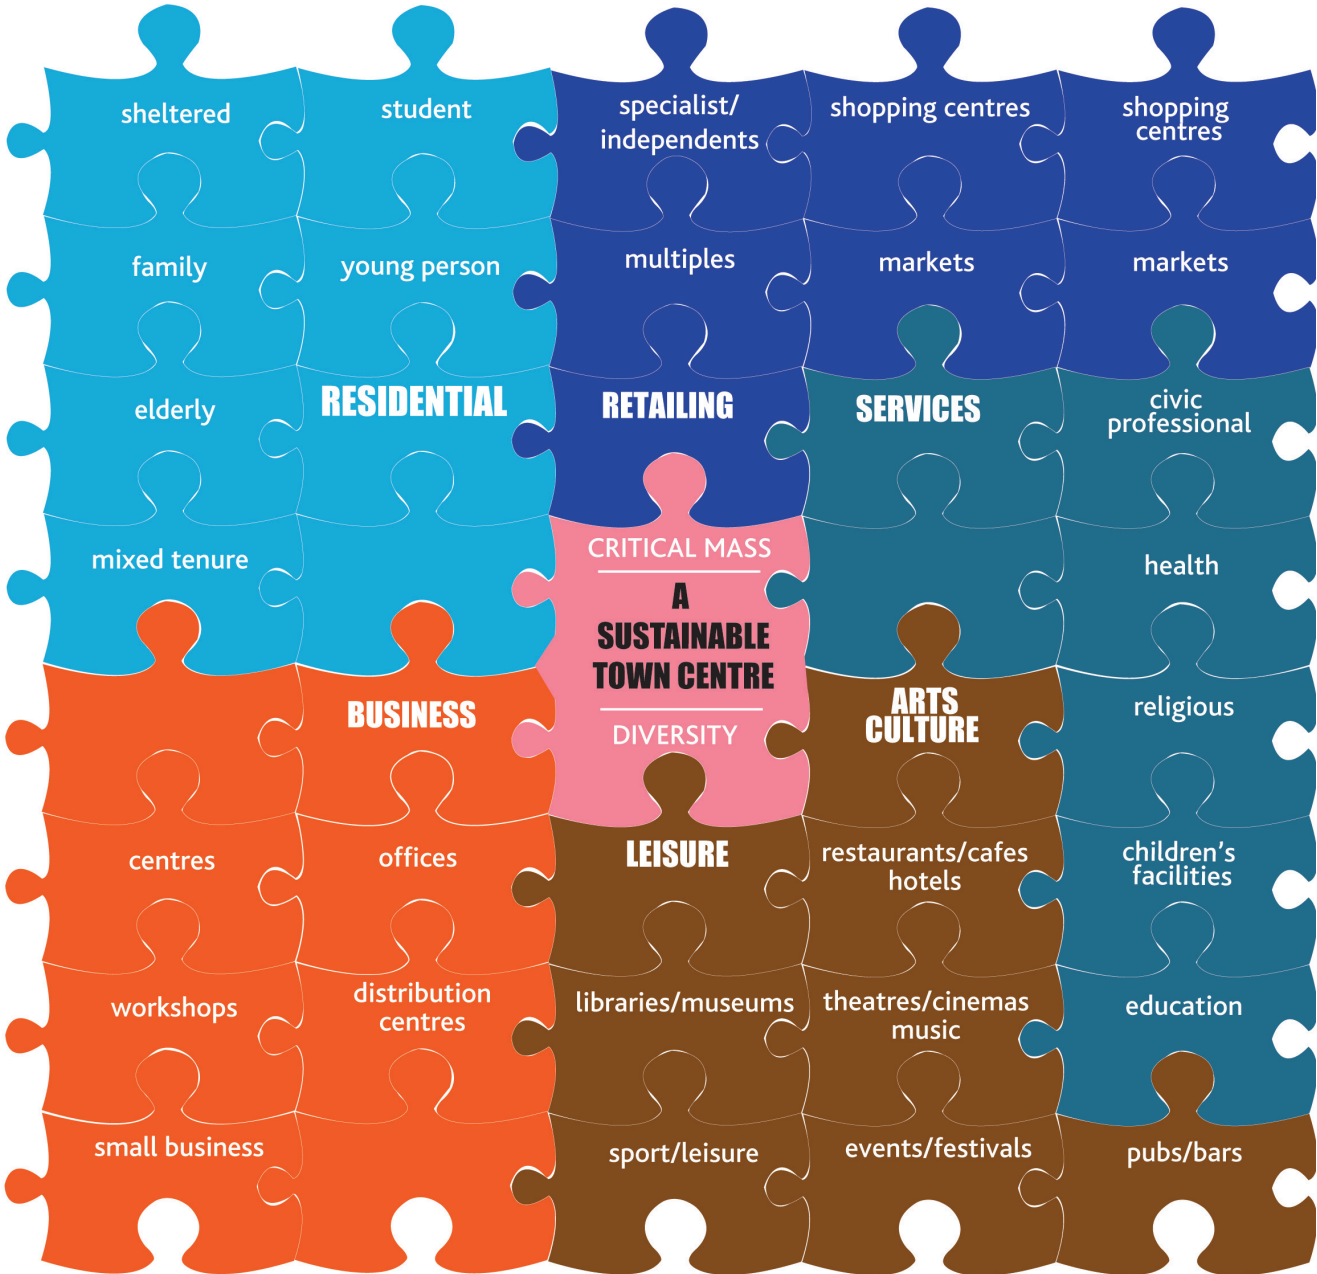 sheltered
student
specialist/
independents
shopping centres
shopping
centres
family
young person
multiples
markets
markets
elderly
RESIDENTIAL
RETAILING
SERVICES
civic
professional
mixed tenure
CRITICAL MASS
A
SUSTAINABLE
TOWN CENTRE
DIVERSITY
health
BUSINESS
ARTS
CULTURE
religious
centres
offices
LEISURE
restaurants/cafes
hotels
children's
facilities
workshops
distribution
centres
libraries/museums
theatres/cinemas
music
education
small business
sport/leisure
events/festivals
pubs/bars